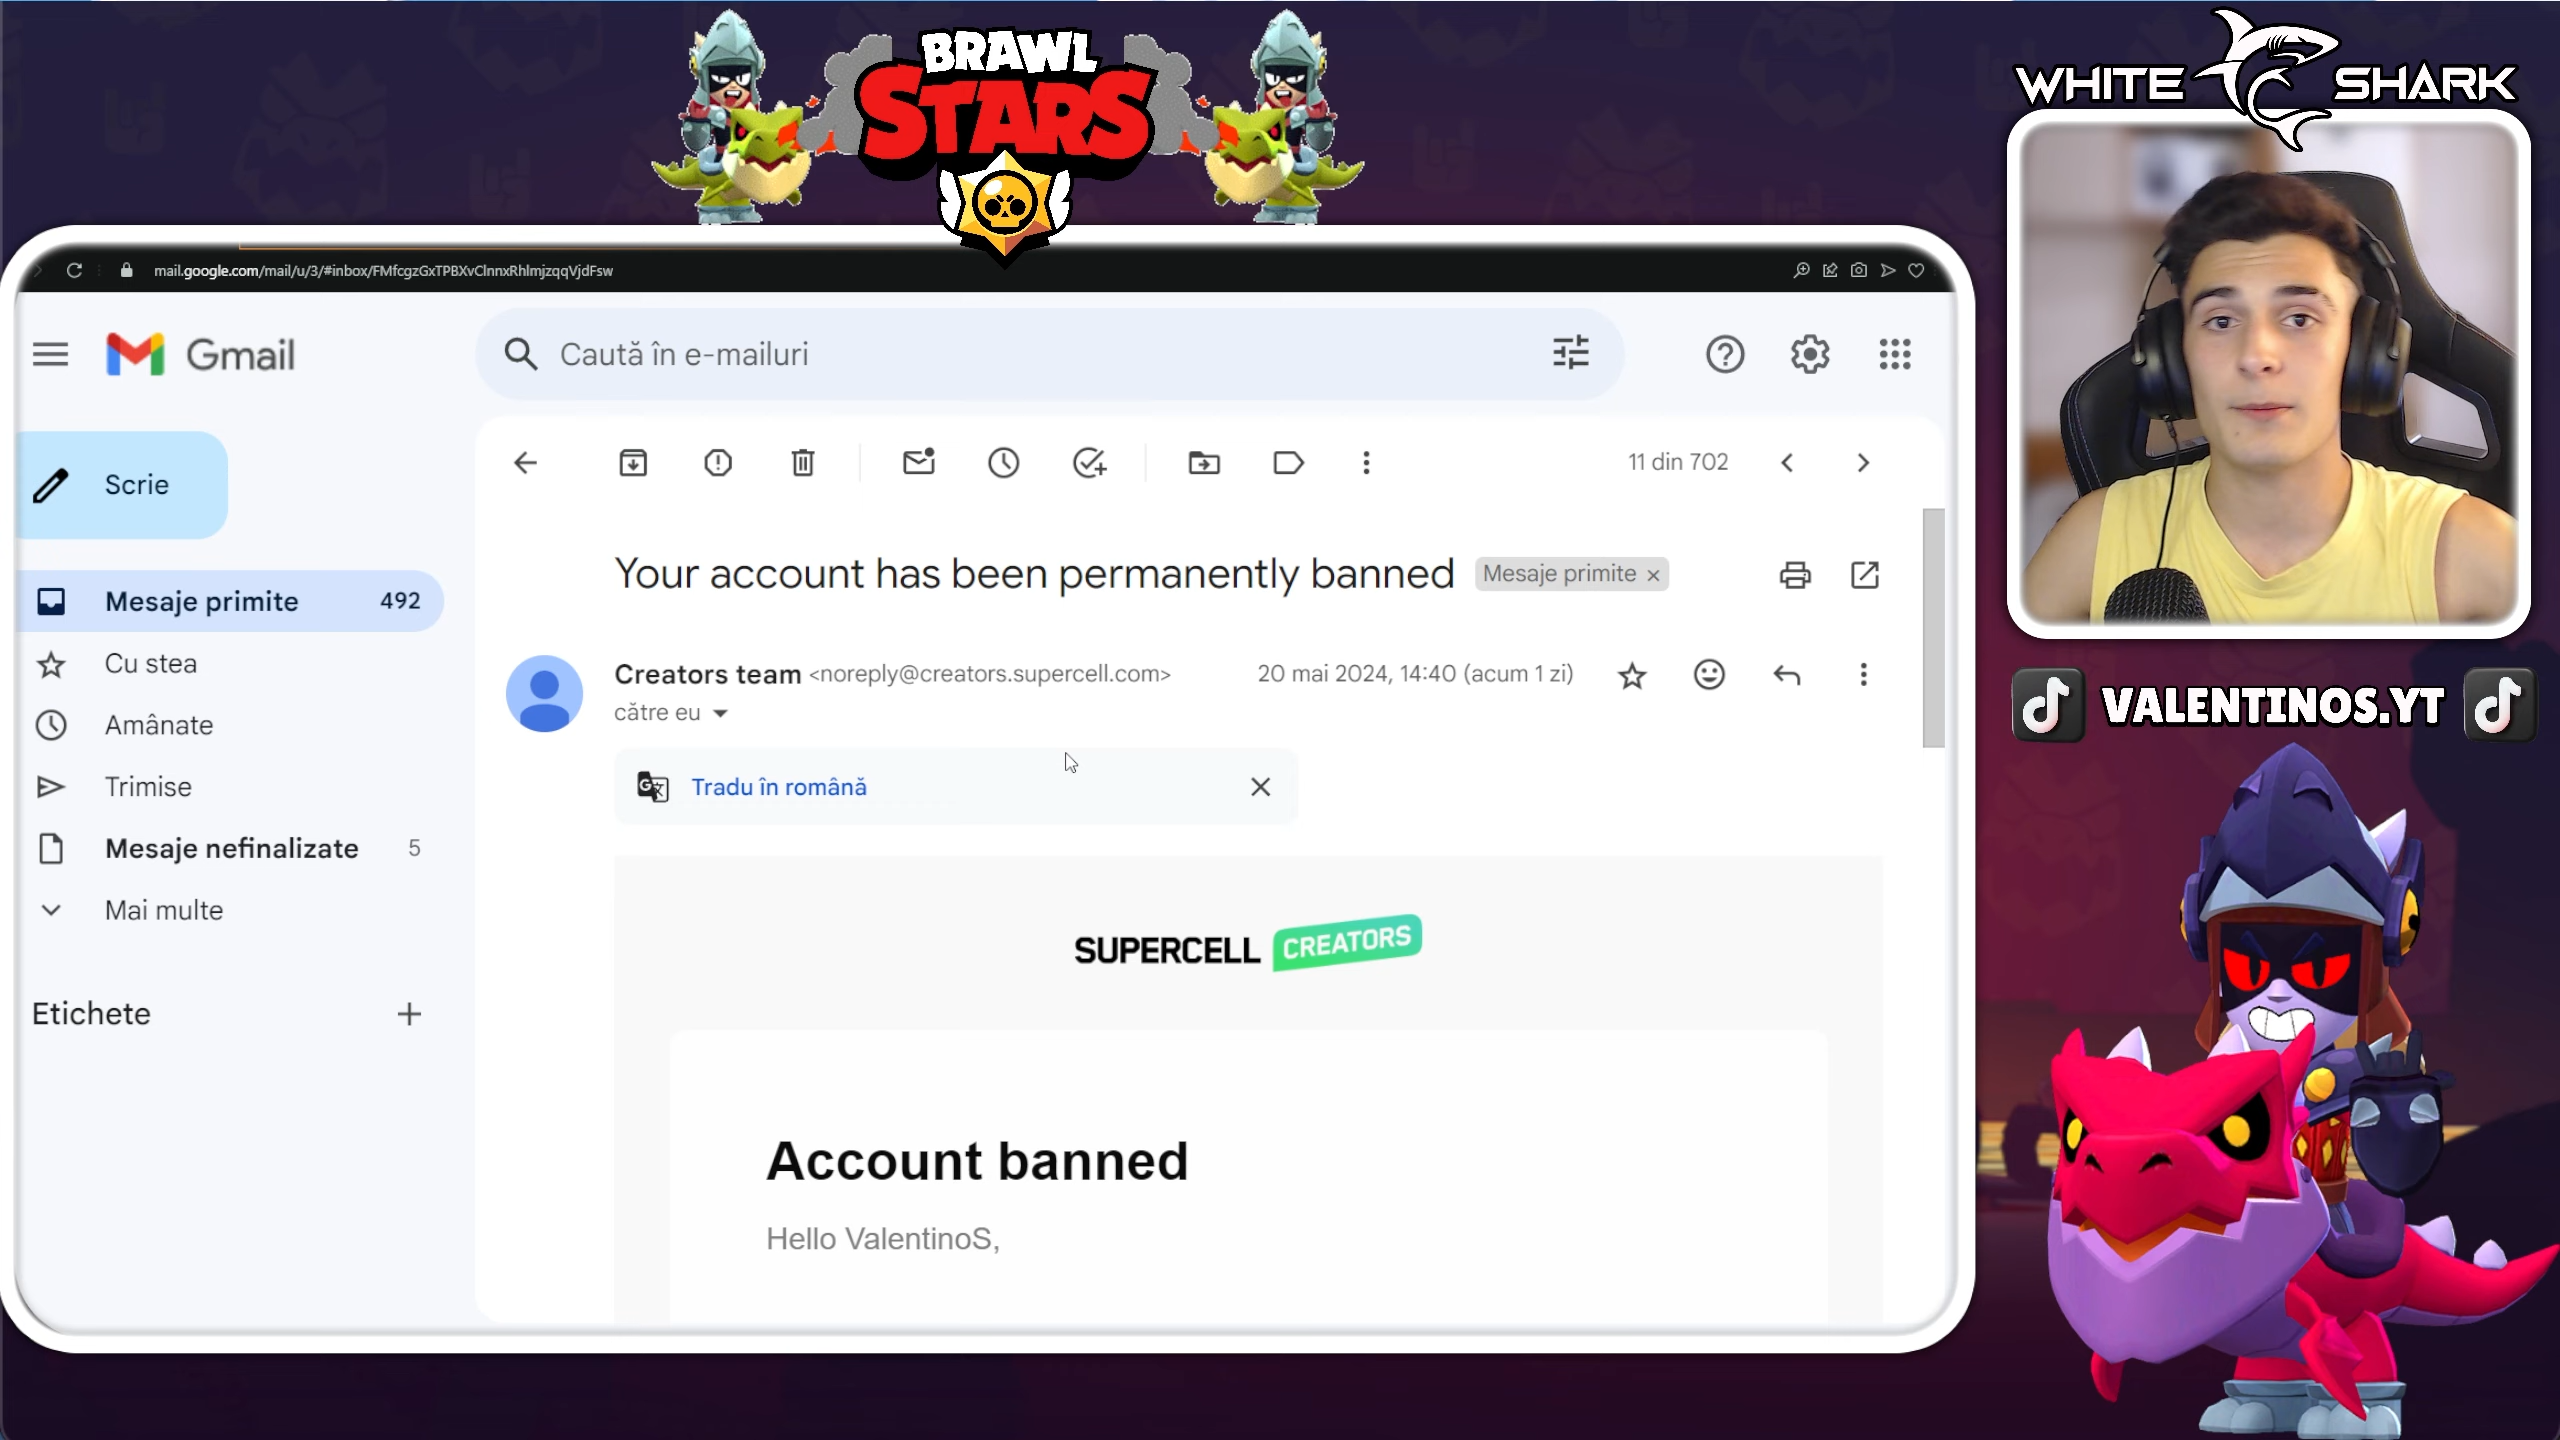 BRAWL
STARS
WHITE SHARK
mail.google.com/mail/u/3/#inbox/FMfcgzGxTPBXvClnnxRhlmjzqqVjdFsw
Gmail
Caută în e-mailuri
Scrie
11 din 702
Your account has been permanently banned
Mesaje primite ×
Mesaje primite 492
Creators team <noreply@creators.supercell.com>
20 mai 2024, 14:40 (acum 1 zi)
către eu
Cu stea
Amânate
Tradu în română
Trimise
Mesaje nefinalizate 5
Mai multe
Etichete
SUPERCELL CREATORS
Account banned
Hello ValentinoS,
VALENTINOS.YT